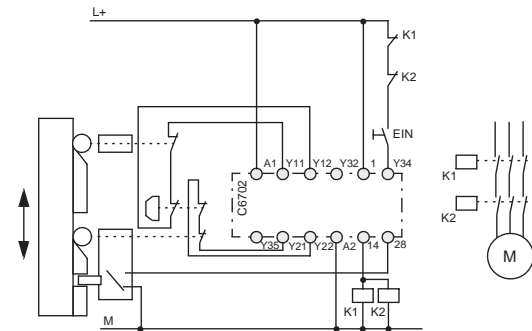 L+
K1
K2
EIN
A1 Y11 Y12 Y32 1 Y34
C6702
Y35 Y21 Y22 A2 14 28
K1 K2
M
K1
K2
M